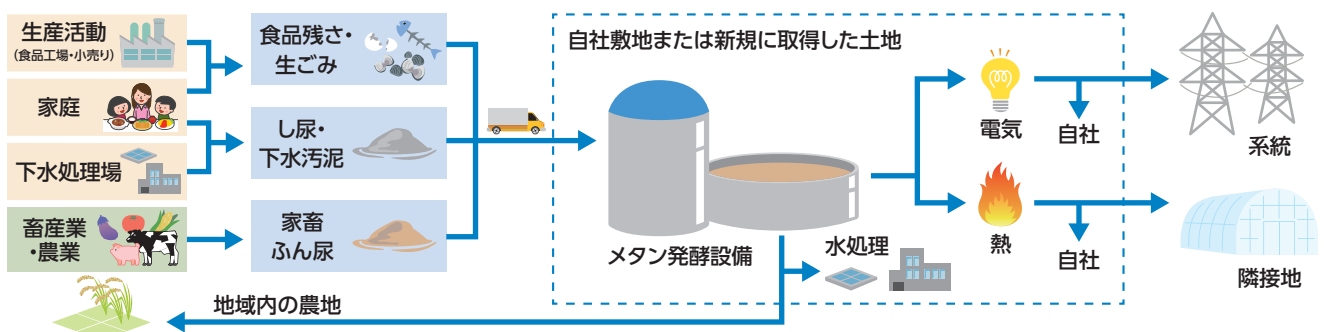 生産活動
(食品工場・小売り)
家庭
下水処理場
畜産業
・農業
食品残さ・
生ごみ
し尿・
下水汚泥
家畜
ふん尿
自社敷地または新規に取得した土地
メタン発酵設備
水処理
電気
自社
熱
自社
系統
隣接地
地域内の農地